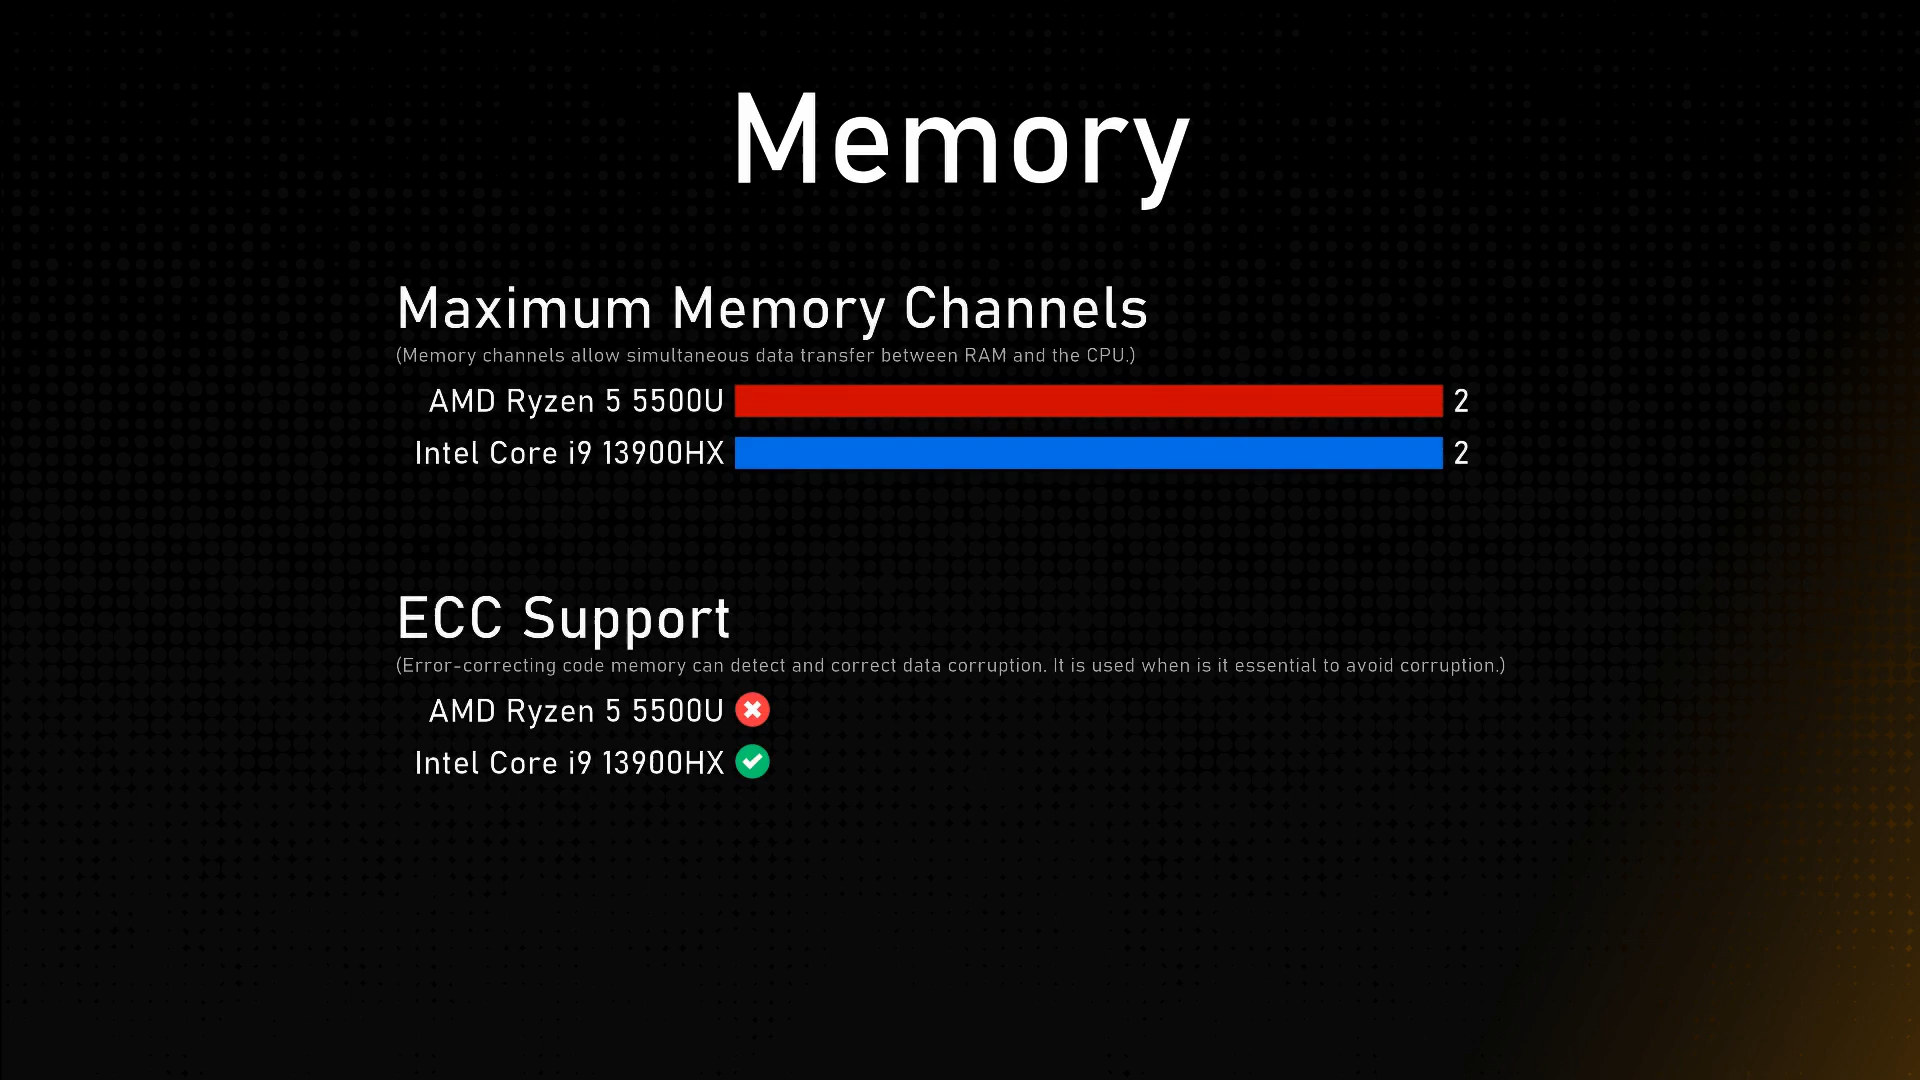 Memory
Maximum Memory Channels
(Memory channels allow simultaneous data transfer between RAM and the CPU.)
AMD Ryzen 5 5500U 2
Intel Core i9 13900HX 2
ECC Support
(Error-correcting code memory can detect and correct data corruption. It is used when is it essential to avoid corruption.)
AMD Ryzen 5 5500U
Intel Core i9 13900HX